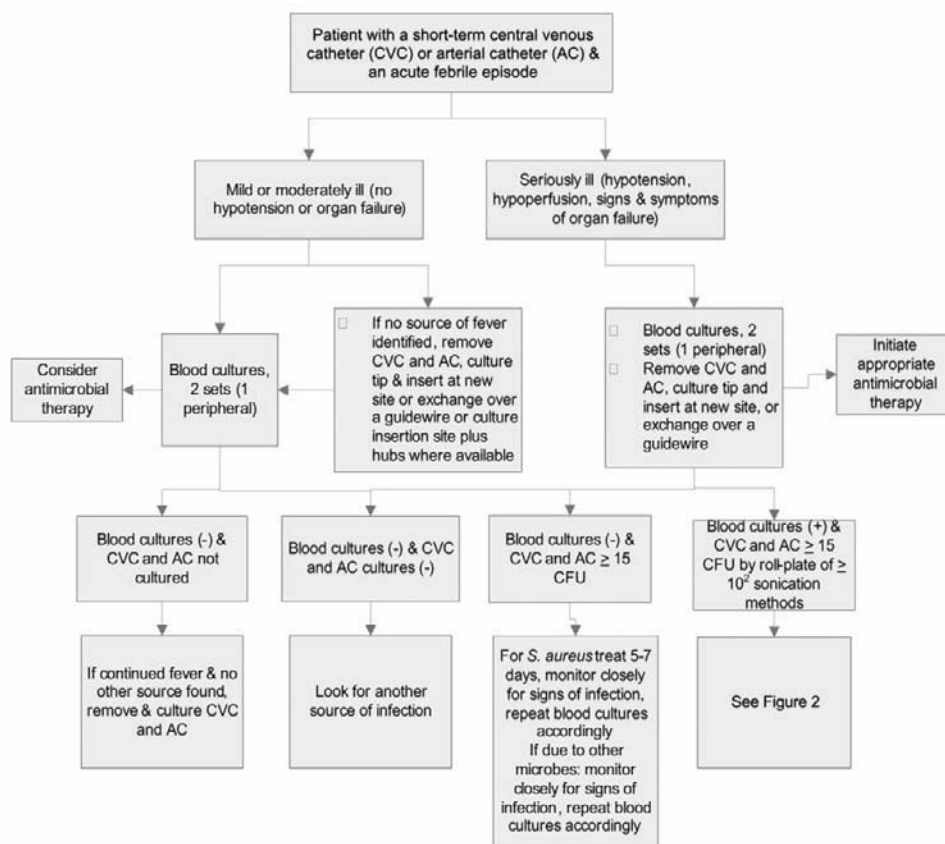 Patient with a short-term central venous
catheter (CVC) or arterial catheter (AC) &
an acute febrile episode
Mild or moderately ill (no
hypotension or organ failure)
Seriously ill (hypotension,
hypoperfusion, signs & symptoms
of organ failure)
Consider
antimicrobial
therapy
Blood cultures,
2 sets (1
peripheral)
If no source of fever
identified, remove
CVC and AC, culture
tip & insert at new
site or exchange over
a guidewire or culture
insertion site plus
hubs where available
Blood cultures, 2
sets (1 peripheral)
Remove CVC and
AC, culture tip and
insert at new site, or
exchange over a
guidewire
Initiate
appropriate
antimicrobial
therapy
Blood cultures (-) &
CVC and AC not
cultured
Blood cultures (-) & CVC
and AC cultures (-)
Blood cultures (-) &
CVC and AC ≥ 15
CFU
Blood cultures (+) &
CVC and AC ≥ 15
CFU by roll-plate of ≥
10² sonication
methods
If continued fever & no
other source found,
remove & culture CVC
and AC
Look for another
source of infection
For S. aureus treat 5-7
days, monitor closely
for signs of infection,
repeat blood cultures
accordingly
If due to other
microbes: monitor
closely for signs of
infection, repeat blood
cultures accordingly
See Figure 2